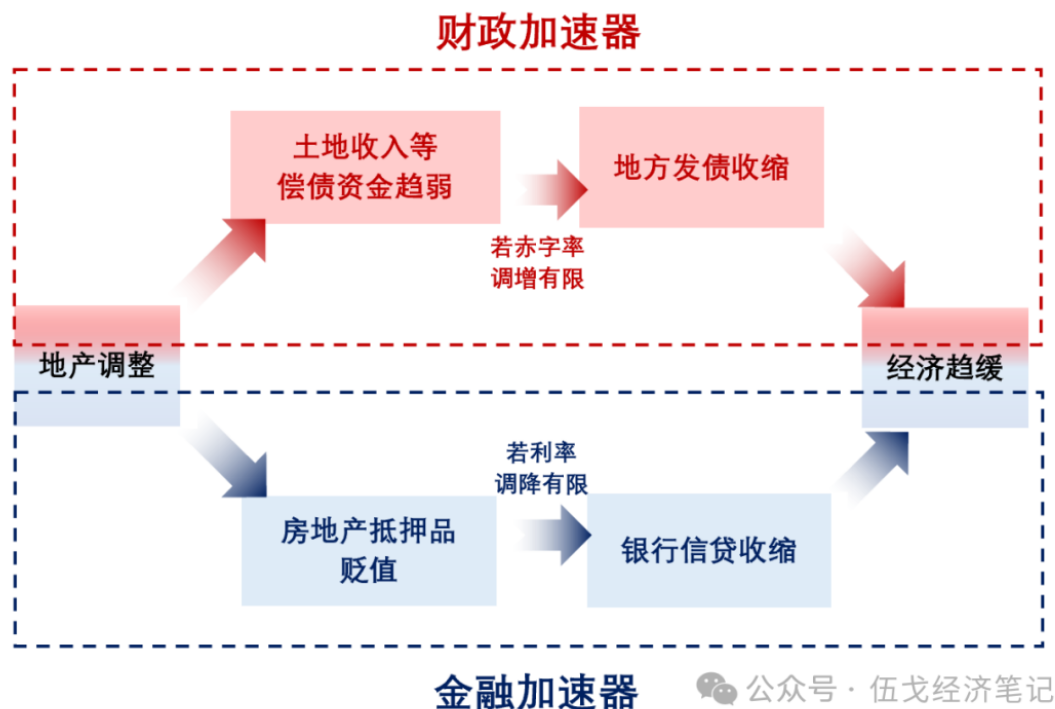 财政加速器
土地收入等
偿债资金趋弱
地方发债收缩
若赤字率
调增有限
地产调整
经济趋缓
若利率
调降有限
房地产抵押品
贬值
银行信贷收缩
金融加速器
公众号 · 伍戈经济笔记